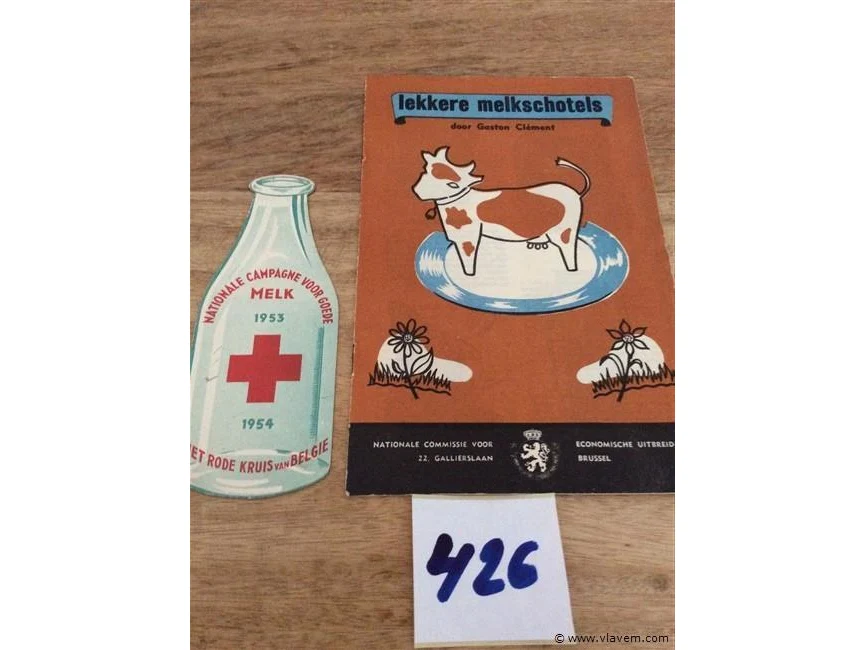 NATIONALE CAMPAGNE VOOR GOEDE
MELK
1953
1954
ET RODE KRUIS VAN BELGIE
lekkere melkschotels
door Gaston Clément
NATIONALE COMMISSIE VOOR
22, GALLIERSLAAN
ECONOMISCHE UITBREID
BRUSSEL
426
© www.vlavem.com